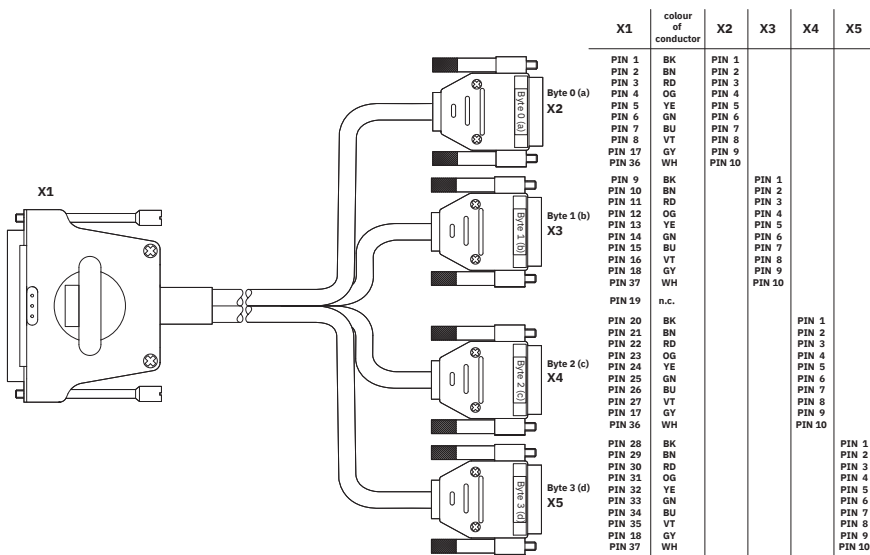 X1
Byte 0 (a)
Byte 0 (a)
X2
Byte 1 (b)
Byte 1 (b)
X3
Byte 2 (c)
Byte 2 (c)
X4
Byte 3 (d)
Byte 3 (d)
X5
X1 colour of conductor X2 X3 X4 X5
PIN 1 BK PIN 1
PIN 2 BN PIN 2
PIN 3 RD PIN 3
PIN 4 OG PIN 4
PIN 5 YE PIN 5
PIN 6 GN PIN 6
PIN 7 BU PIN 7
PIN 8 VT PIN 8
PIN 17 GY PIN 9
PIN 36 WH PIN 10
PIN 9 BK PIN 1
PIN 10 BN PIN 2
PIN 11 RD PIN 3
PIN 12 OG PIN 4
PIN 13 YE PIN 5
PIN 14 GN PIN 6
PIN 15 BU PIN 7
PIN 16 VT PIN 8
PIN 18 GY PIN 9
PIN 37 WH PIN 10
PIN 19 n.c.
PIN 20 BK PIN 1
PIN 21 BN PIN 2
PIN 22 RD PIN 3
PIN 23 OG PIN 4
PIN 24 YE PIN 5
PIN 25 GN PIN 6
PIN 26 BU PIN 7
PIN 27 VT PIN 8
PIN 17 GY PIN 9
PIN 36 WH PIN 10
PIN 28 BK PIN 1
PIN 29 BN PIN 2
PIN 30 RD PIN 3
PIN 31 OG PIN 4
PIN 32 YE PIN 5
PIN 33 GN PIN 6
PIN 34 BU PIN 7
PIN 35 VT PIN 8
PIN 18 GY PIN 9
PIN 37 WH PIN 10